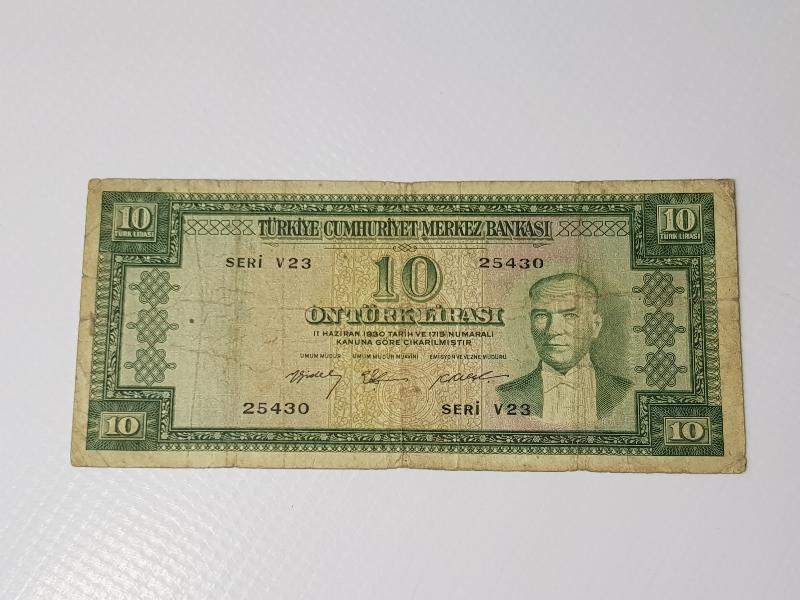 10 10
TÜRK LİRASI TÜRK LİRASI
TÜRKİYE CUMHURİYET MERKEZ BANKASI
SERİ V23 10 25430
ON TÜRK LİRASI
11 HAZİRAN 1930 TARİH VE 1715 NUMARALI
KANUNA GÖRE ÇIKARILMIŞTIR
UMUM MÜDÜR UMUM MÜDÜR MUAVİNİ EMİSYON VE VEZNE MÜDÜRÜ
25430 SERİ V23
10 10